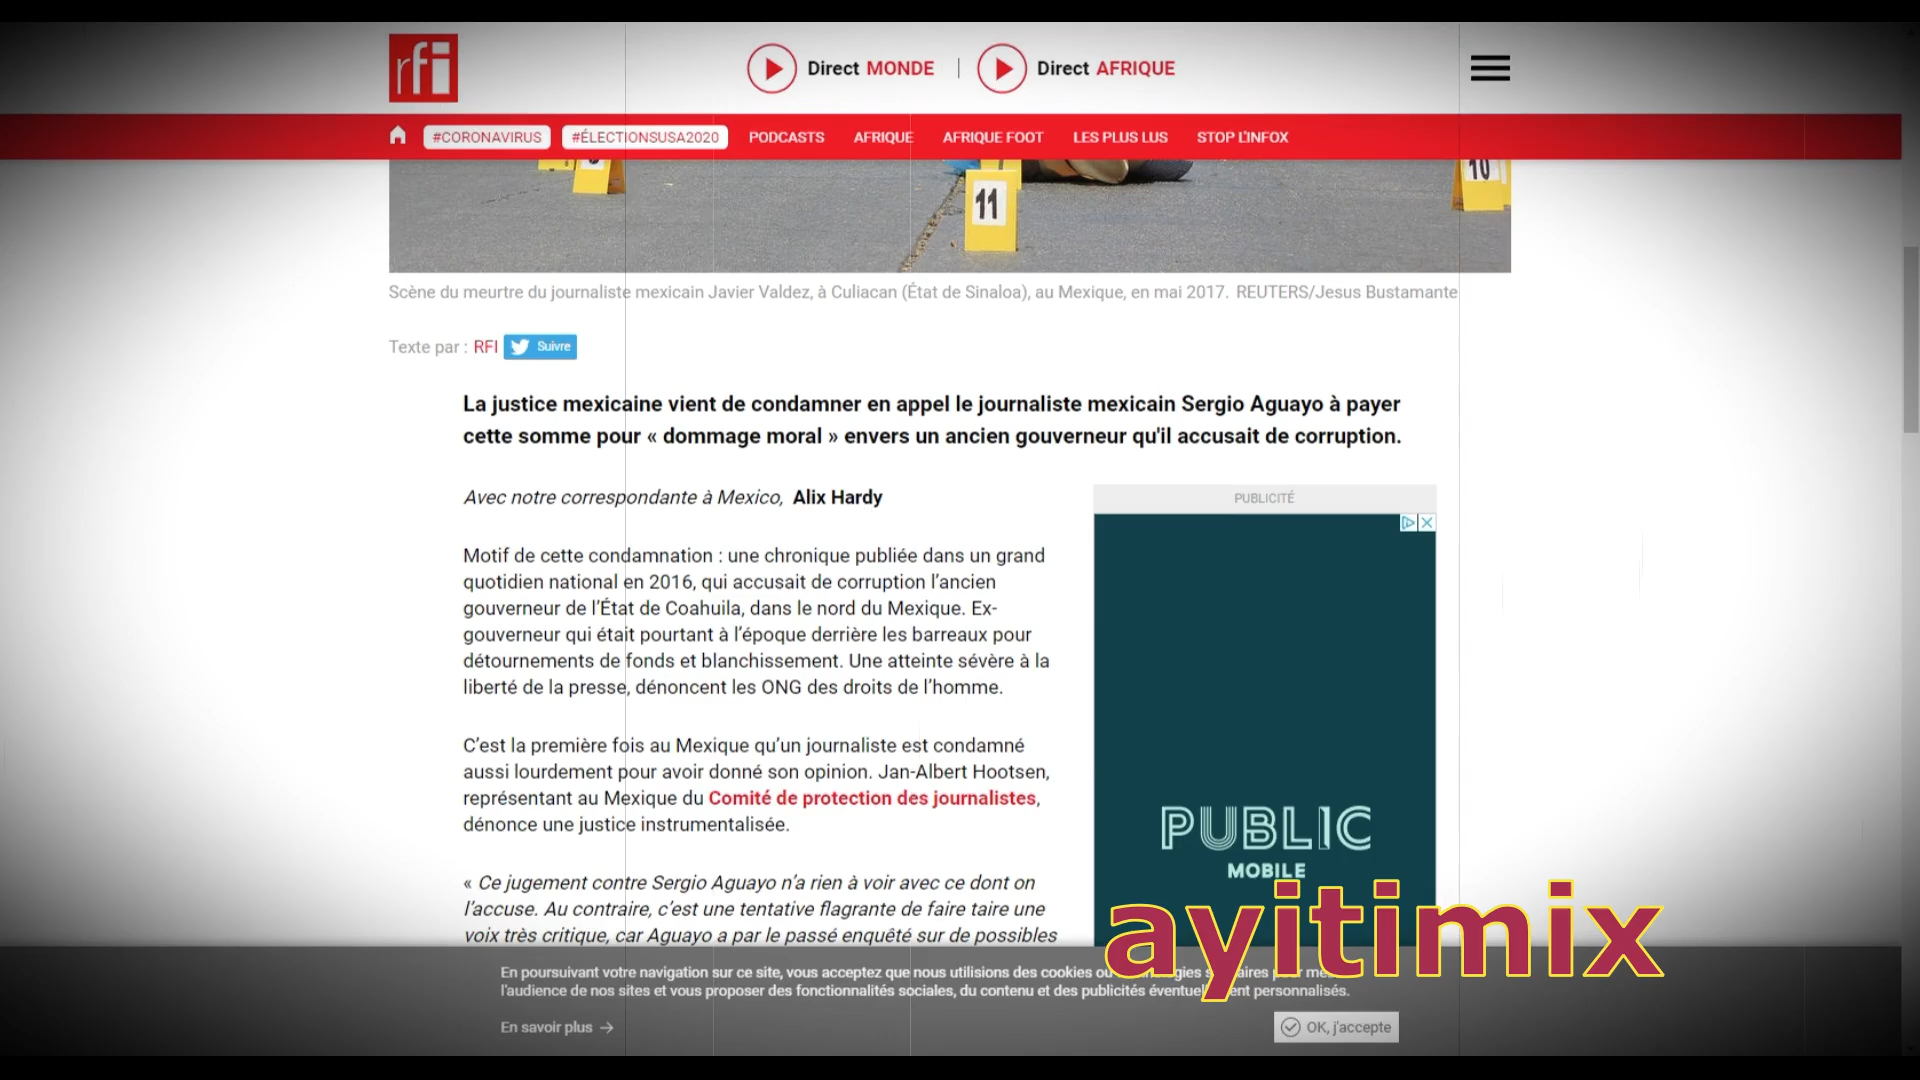 rfi
Direct MONDE | Direct AFRIQUE
#CORONAVIRUS #ÉLECTIONSUSA2020 PODCASTS AFRIQUE AFRIQUE FOOT LES PLUS LUS STOP L'INFOX
11
10
Scène du meurtre du journaliste mexicain Javier Valdez, à Culiacan (État de Sinaloa), au Mexique, en mai 2017. REUTERS/Jesus Bustamante
Texte par : RFI Suivre
La justice mexicaine vient de condamner en appel le journaliste mexicain Sergio Aguayo à payer
cette somme pour « dommage moral » envers un ancien gouverneur qu'il accusait de corruption.
Avec notre correspondante à Mexico, Alix Hardy
Motif de cette condamnation : une chronique publiée dans un grand
quotidien national en 2016, qui accusait de corruption l’ancien
gouverneur de l’État de Coahuila, dans le nord du Mexique. Ex-
gouverneur qui était pourtant à l’époque derrière les barreaux pour
détournements de fonds et blanchissement. Une atteinte sévère à la
liberté de la presse, dénoncent les ONG des droits de l’homme.
C’est la première fois au Mexique qu’un journaliste est condamné
aussi lourdement pour avoir donné son opinion. Jan-Albert Hootsen,
représentant au Mexique du Comité de protection des journalistes,
dénonce une justice instrumentalisée.
« Ce jugement contre Sergio Aguayo n’a rien à voir avec ce dont on
l’accuse. Au contraire, c’est une tentative flagrante de faire taire une
voix très critique, car Aguayo a par le passé enquêté sur de possibles
PUBLICITÉ
PUBLIC
MOBILE
ayitimix
En poursuivant votre navigation sur ce site, vous acceptez que nous utilisions des cookies
l'audience de nos sites et vous proposer des fonctionnalités sociales, du contenu et des publicités personnalisés.
En savoir plus →
OK, j'accepte